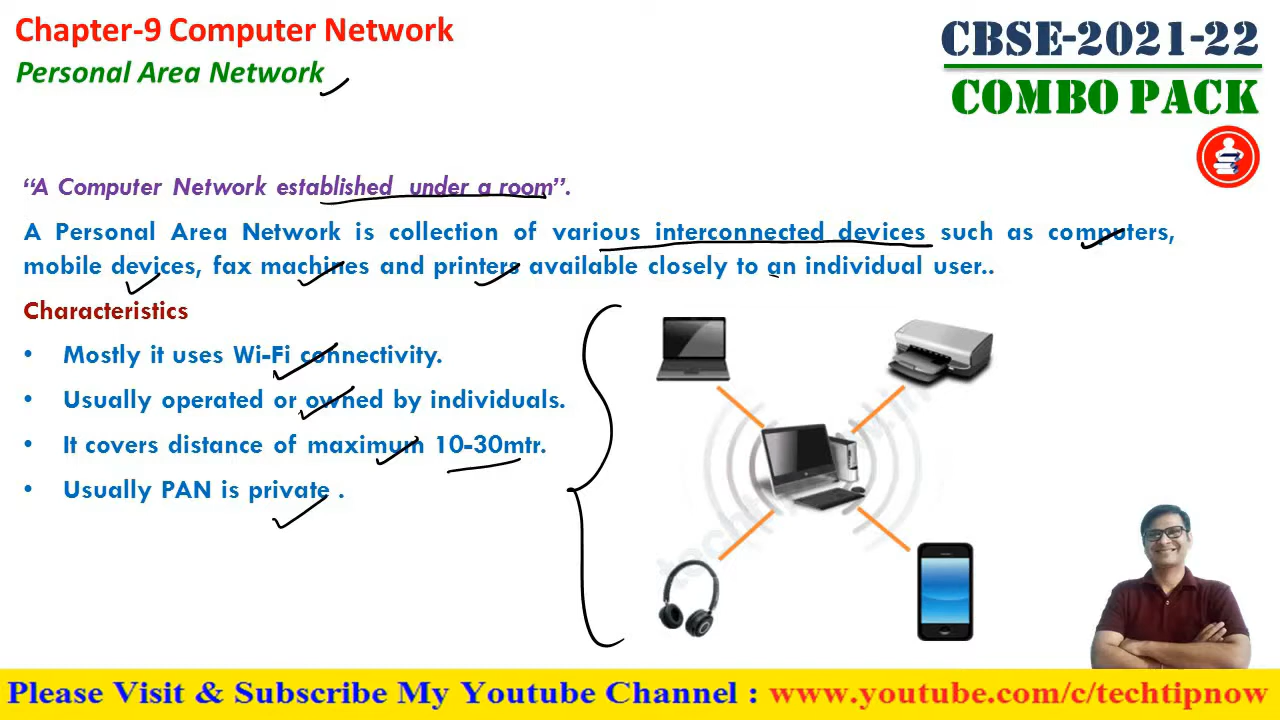 Chapter-9 Computer Network
Personal Area Network
CBSE-2021-22
COMBO PACK
“A Computer Network established under a room”.
A Personal Area Network is collection of various interconnected devices such as computers,
mobile devices, fax machines and printers available closely to an individual user..
Characteristics
• Mostly it uses Wi-Fi connectivity.
• Usually operated or owned by individuals.
• It covers distance of maximum 10-30mtr.
• Usually PAN is private .
Please Visit & Subscribe My Youtube Channel : www.youtube.com/c/techtipnow